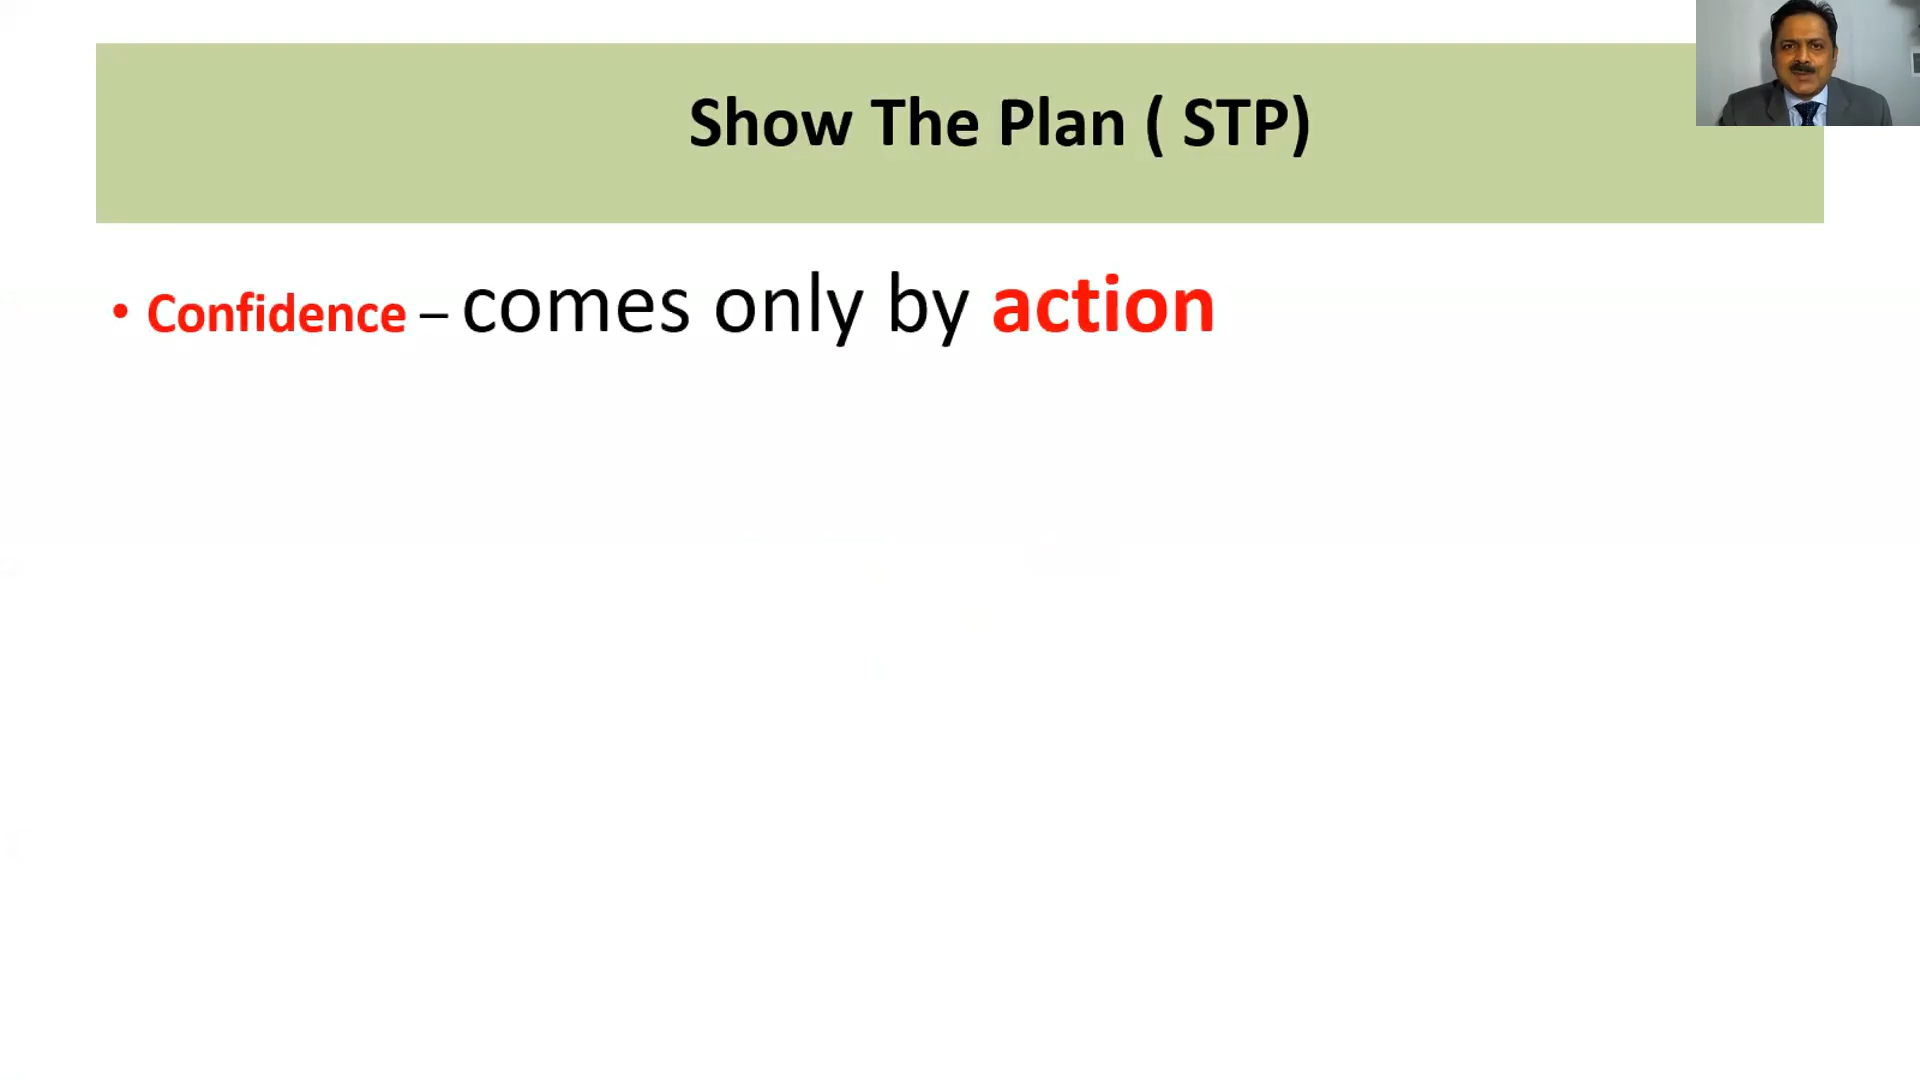 Show The Plan ( STP)
• Confidence – comes only by action